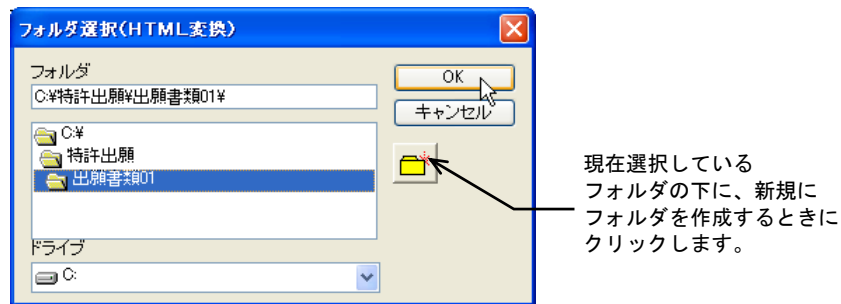 フォルダ選択(HTML変換)
フォルダ
C:¥特許出願¥出願書類01¥
OK
キャンセル
C:¥
特許出願
出願書類01
現在選択している
フォルダの下に、新規に
フォルダを作成するときに
クリックします。
ドライブ
C: